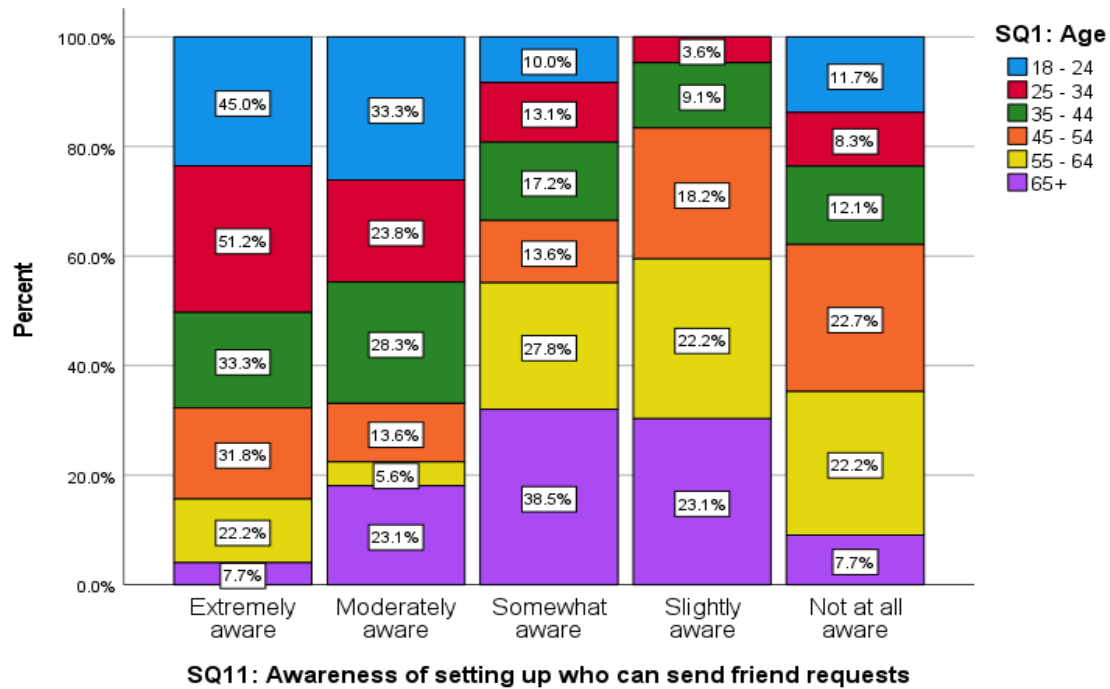 100.0%
80.0%
60.0%
40.0%
20.0%
0.0%
Percent
45.0%
51.2%
33.3%
31.8%
22.2%
7.7%
33.3%
23.8%
28.3%
13.6%
5.6%
23.1%
10.0%
13.1%
17.2%
13.6%
27.8%
38.5%
3.6%
9.1%
18.2%
22.2%
23.1%
11.7%
8.3%
12.1%
22.7%
22.2%
7.7%
Extremely
aware
Moderately
aware
Somewhat
aware
Slightly
aware
Not at all
aware
SQ11: Awareness of setting up who can send friend requests
SQ1: Age
18 - 24
25 - 34
35 - 44
45 - 54
55 - 64
65+